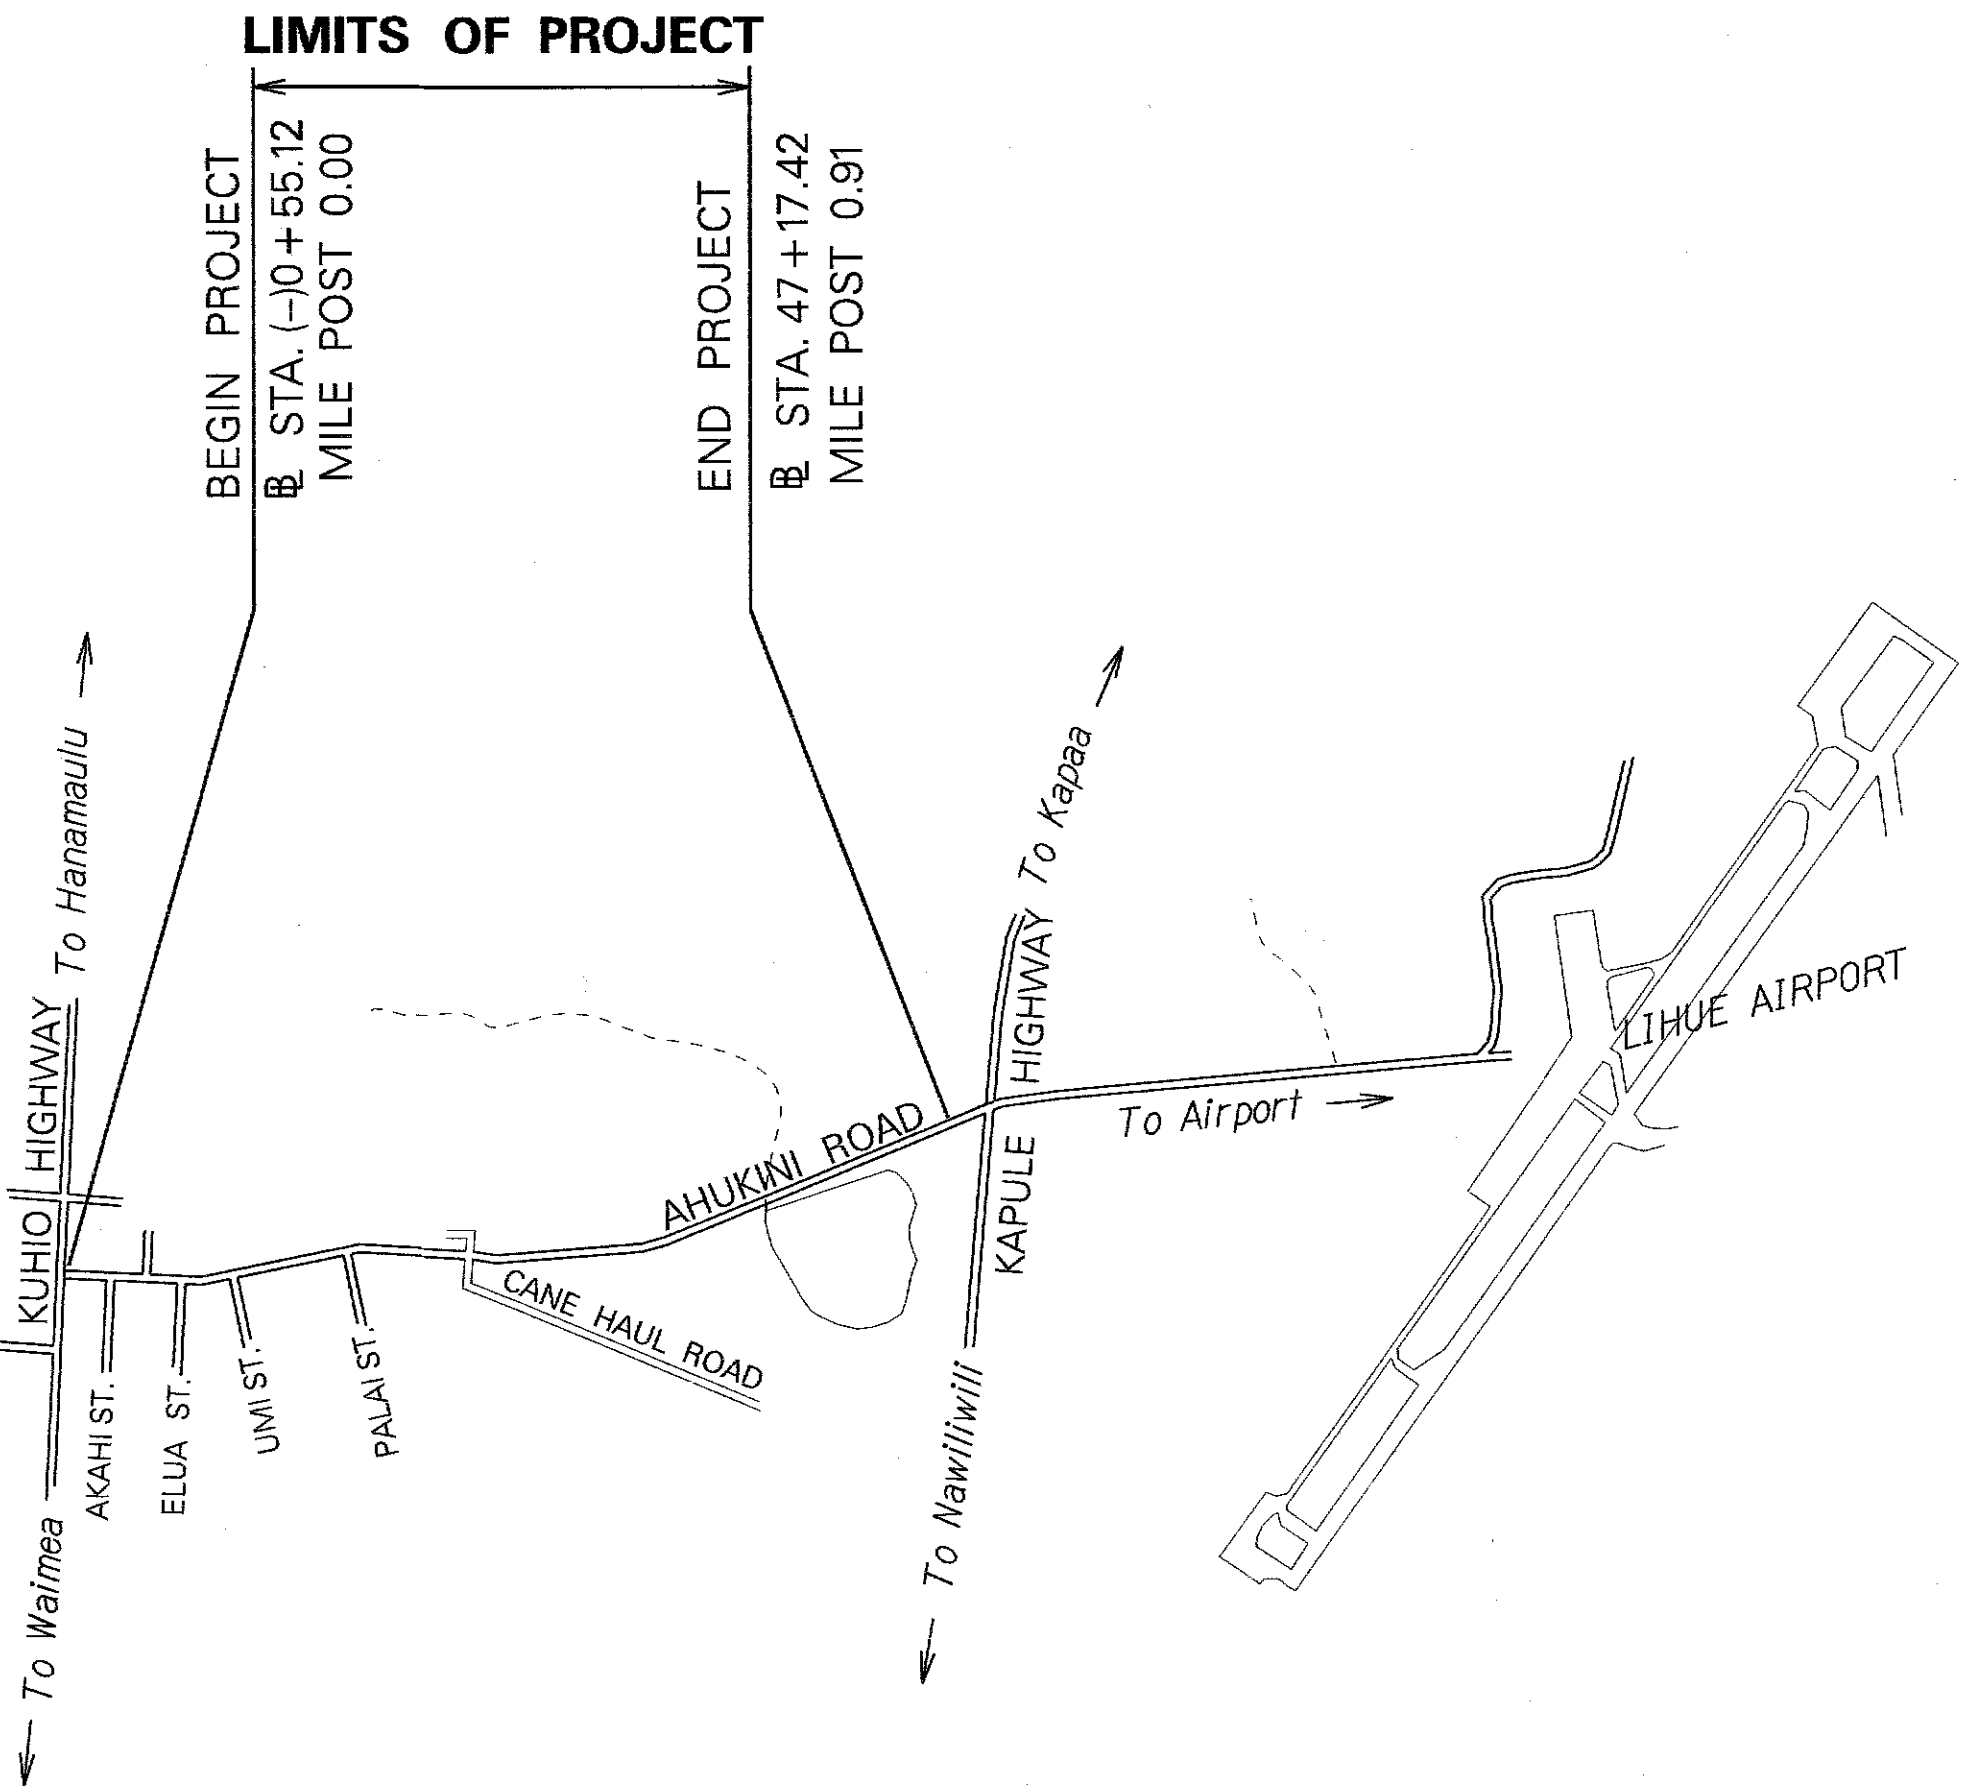 LIMITS OF PROJECT
BEGIN PROJECT
BL STA. (-)0+55.12
MILE POST 0.00
END PROJECT
BL STA. 47+17.42
MILE POST 0.91
To Hanamaulu
KUHIO HIGHWAY
To Waimea
AKAHI ST.
ELUA ST.
UMI ST.
PALAI ST.
CANE HAUL ROAD
AHUKINI ROAD
To Kapaa
KAPULE HIGHWAY
To Nawiliwili
To Airport
LIHUE AIRPORT